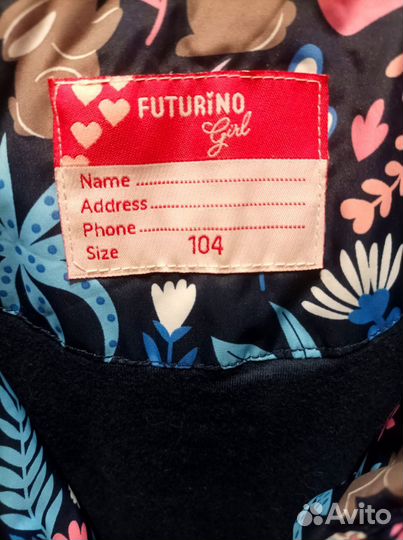 FUTURiNO
Girl
Name
Address
Phone
Size 104
Avito